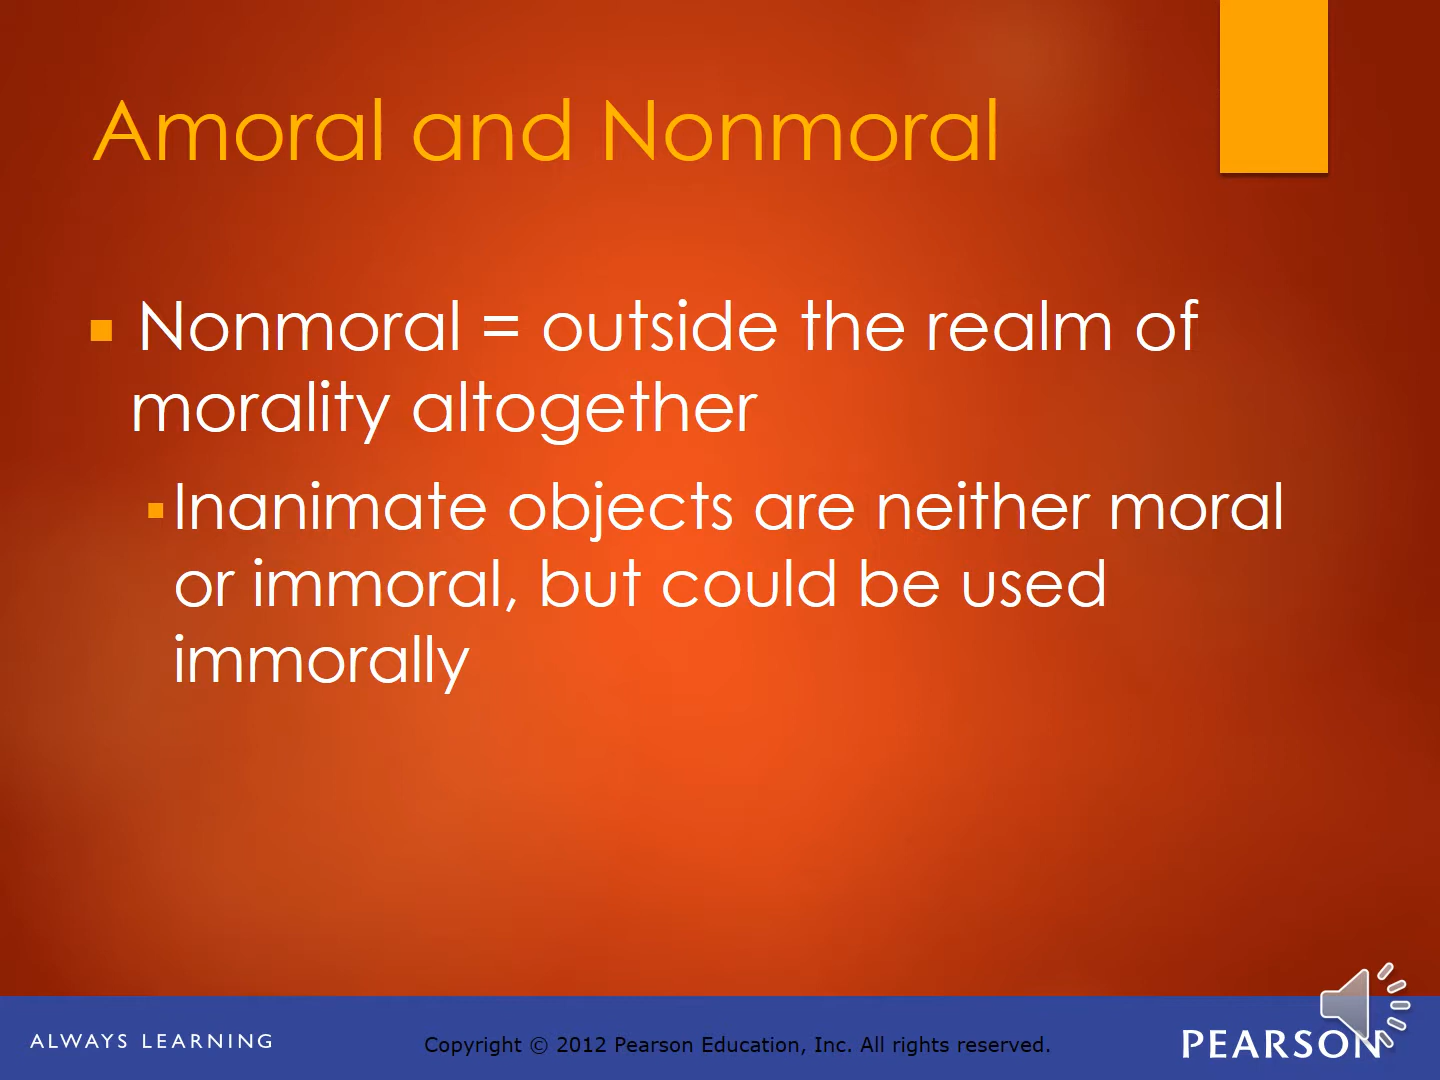 Amoral and Nonmoral
Nonmoral = outside the realm of
morality altogether
Inanimate objects are neither moral
or immoral, but could be used
immorally
ALWAYS LEARNING
Copyright © 2012 Pearson Education, Inc. All rights reserved.
PEARSON